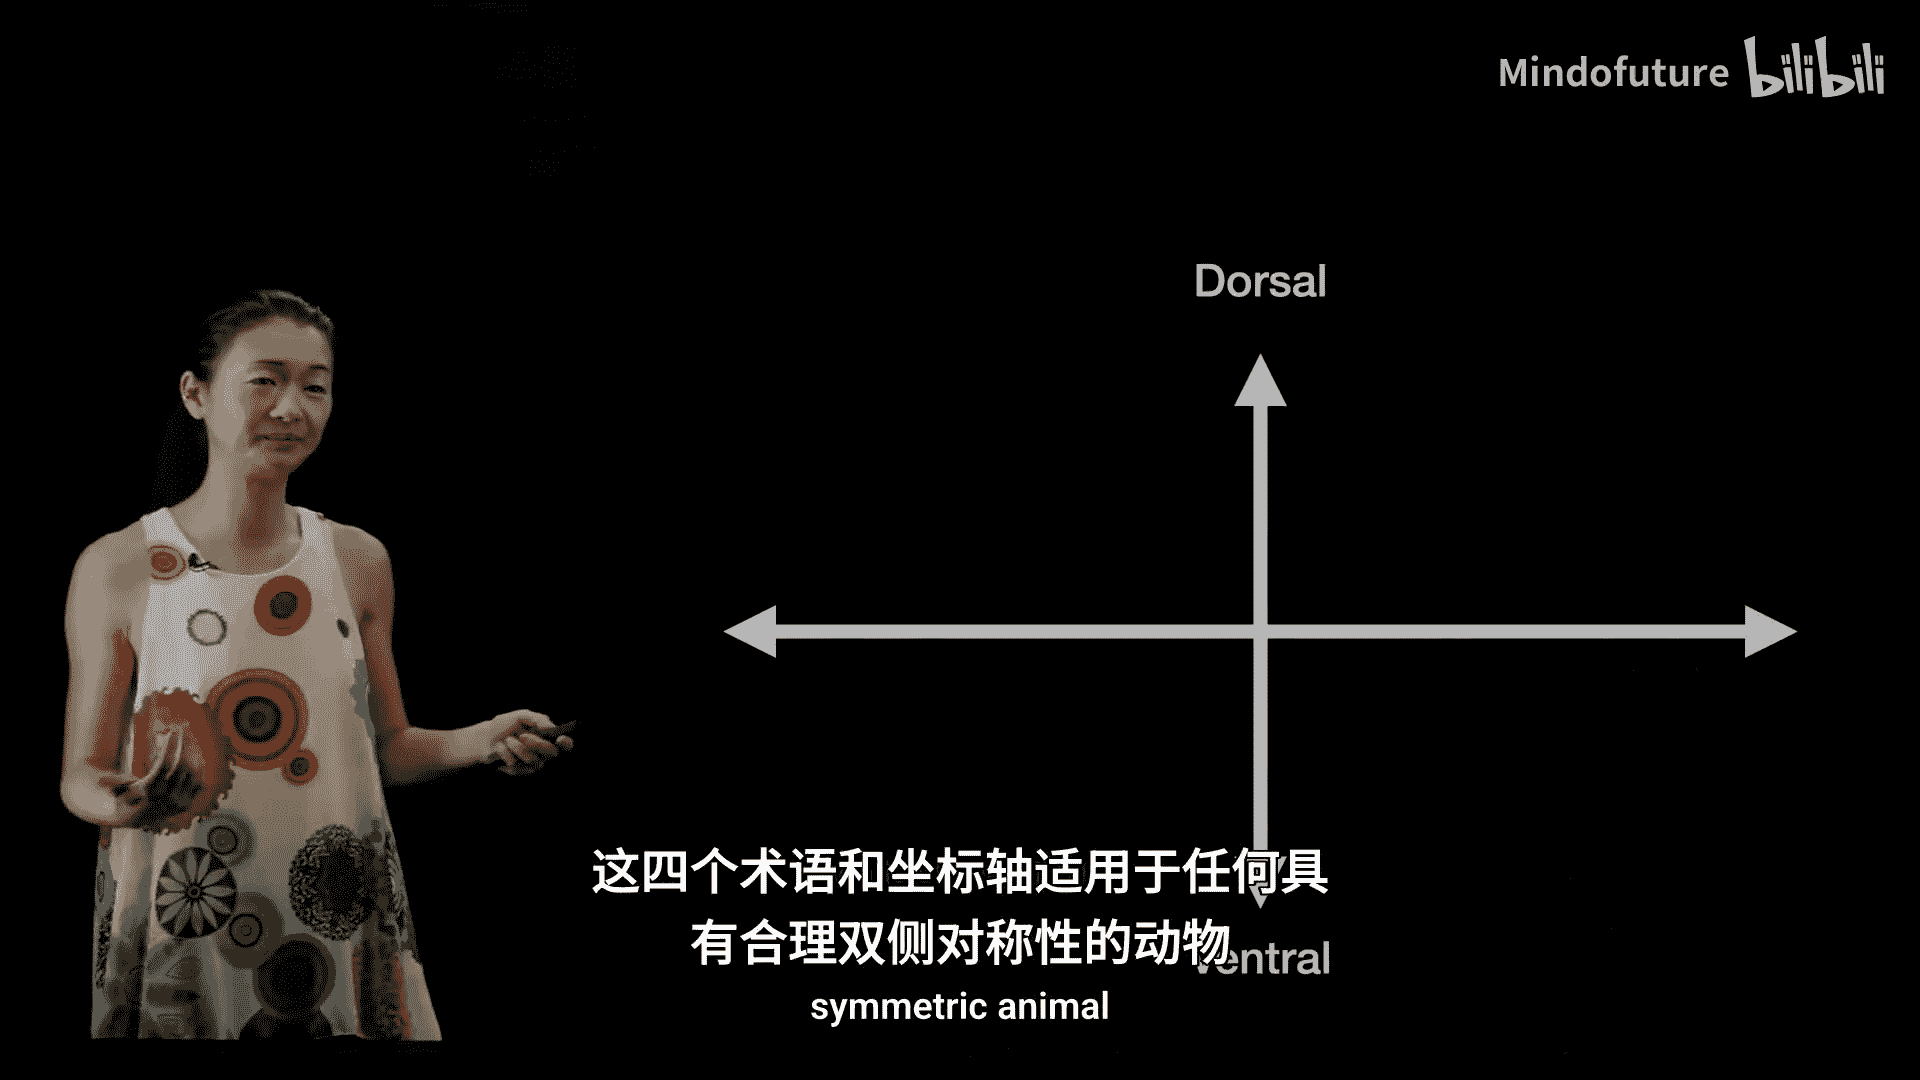 Mindofuture bilibili
Dorsal
这四个术语和坐标轴适用于任何具
有合理双侧对称性的动物
Ventral
symmetric animal